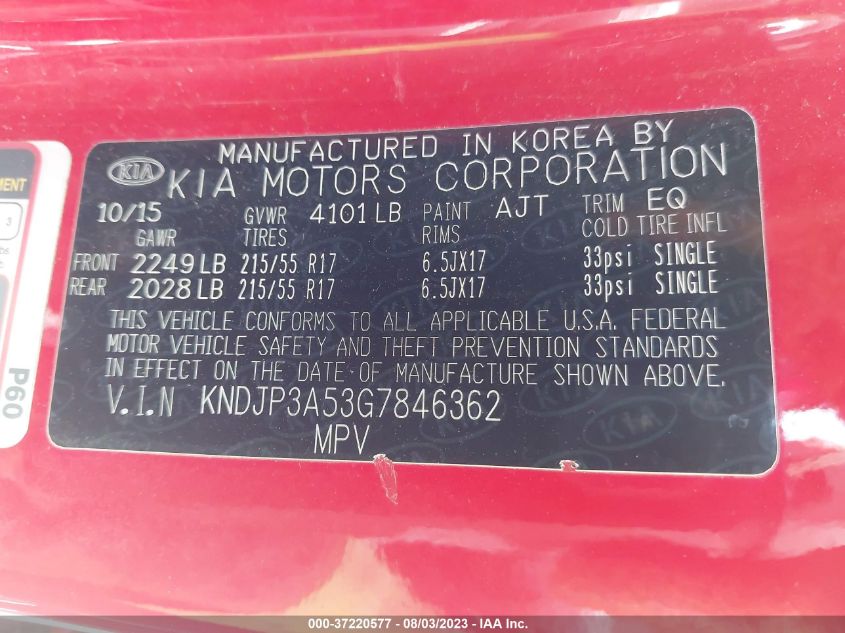 MANUFACTURED IN KOREA BY
KIA KIA MOTORS CORPORATION
10/15 GVWR 4101LB PAINT AJT TRIM EQ
GAWR TIRES RIMS COLD TIRE INFL
FRONT 2249LB 215/55 R17 6.5JX17 33psi SINGLE
REAR 2028LB 215/55 R17 6.5JX17 33psi SINGLE
THIS VEHICLE CONFORMS TO ALL APPLICABLE U.S.A. FEDERAL
MOTOR VEHICLE SAFETY AND THEFT PREVENTION STANDARDS
IN EFFECT ON THE DATE OF MANUFACTURE SHOWN ABOVE.
V.I.N KNDJP3A53G7846362
MPV
3
P60
000-37220577 - 08/03/2023 - IAA Inc.